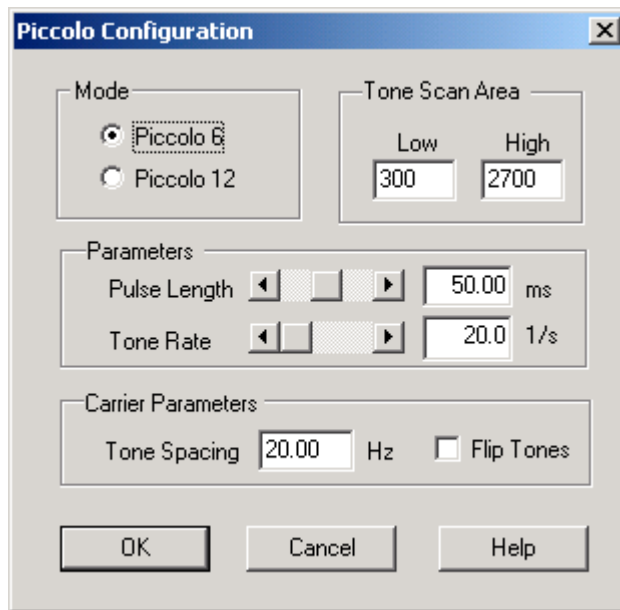 Piccolo Configuration
Mode
Piccolo 6
Piccolo 12
Tone Scan Area
Low High
300 2700
Parameters
Pulse Length 50.00 ms
Tone Rate 20.0 1/s
Carrier Parameters
Tone Spacing 20.00 Hz Flip Tones
OK Cancel Help